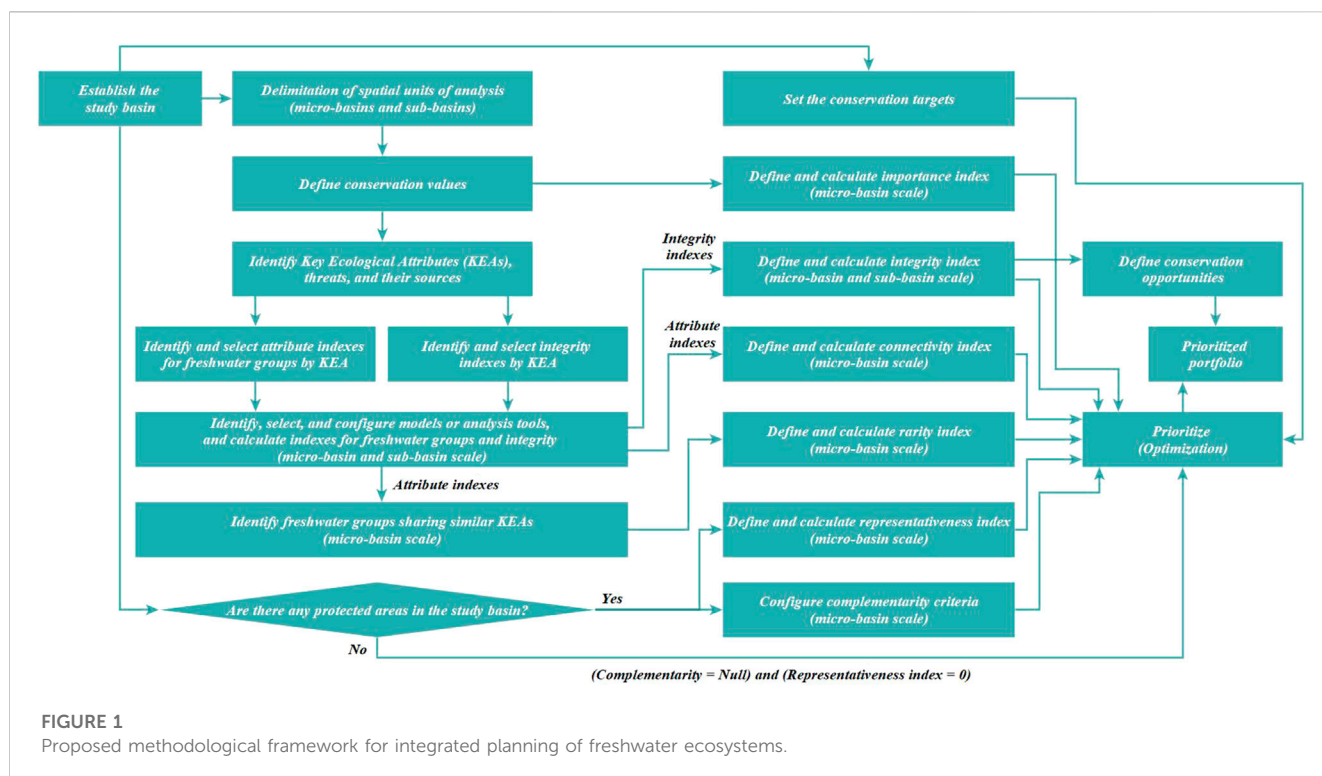 Establish the
study basin
Delimitation of spatial units of analysis
(micro-basins and sub-basins)
Set the conservation targets
Define conservation values
Define and calculate importance index
(micro-basin scale)
Identify Key Ecological Attributes (KEAs),
threats, and their sources
Integrity
indexes
Define and calculate integrity index
(micro-basin and sub-basin scale)
Define conservation
opportunities
Identify and select attribute indexes
for freshwater groups by KEA
Identify and select integrity
indexes by KEA
Attribute
indexes
Define and calculate connectivity index
(micro-basin scale)
Prioritized
portfolio
Identify, select, and configure models or analysis tools,
and calculate indexes for freshwater groups and integrity
(micro-basin and sub-basin scale)
Define and calculate rarity index
(micro-basin scale)
Prioritize
(Optimization)
Attribute indexes
Identify freshwater groups sharing similar KEAs
(micro-basin scale)
Define and calculate representativeness index
(micro-basin scale)
Are there any protected areas in the study basin?
Yes
Configure complementarity criteria
(micro-basin scale)
No
(Complementarity = Null) and (Representativeness index = 0)
FIGURE 1
Proposed methodological framework for integrated planning of freshwater ecosystems.